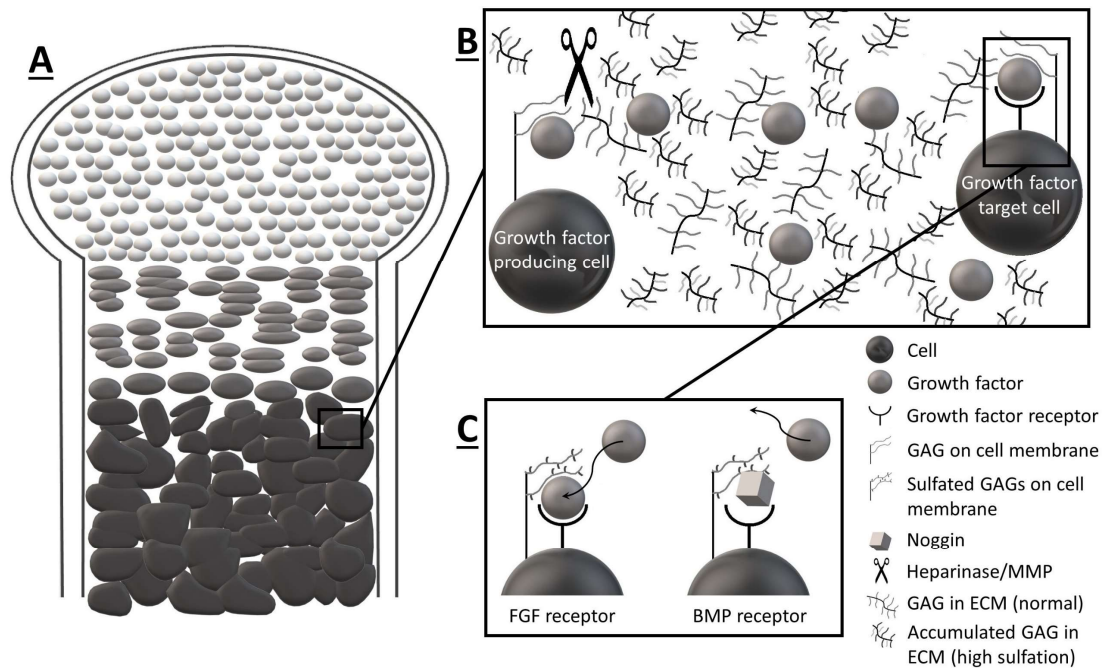 A
B
Growth factor
producing cell
Growth factor
target cell
C
FGF receptor
BMP receptor
Cell
Growth factor
Growth factor receptor
GAG on cell membrane
Sulfated GAGs on cell
membrane
Noggin
Heparinase/MMP
GAG in ECM (normal)
Accumulated GAG in
ECM (high sulfation)